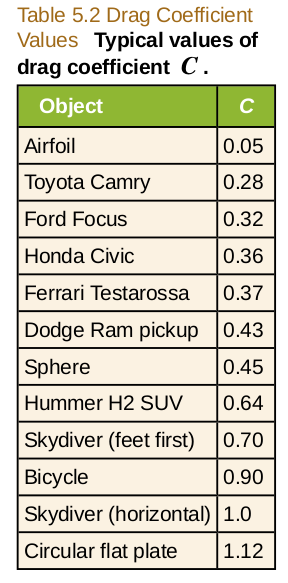 Table 5.2 Drag Coefficient
Values Typical values of
drag coefficient C .
Object C
Airfoil 0.05
Toyota Camry 0.28
Ford Focus 0.32
Honda Civic 0.36
Ferrari Testarossa 0.37
Dodge Ram pickup 0.43
Sphere 0.45
Hummer H2 SUV 0.64
Skydiver (feet first) 0.70
Bicycle 0.90
Skydiver (horizontal) 1.0
Circular flat plate 1.12